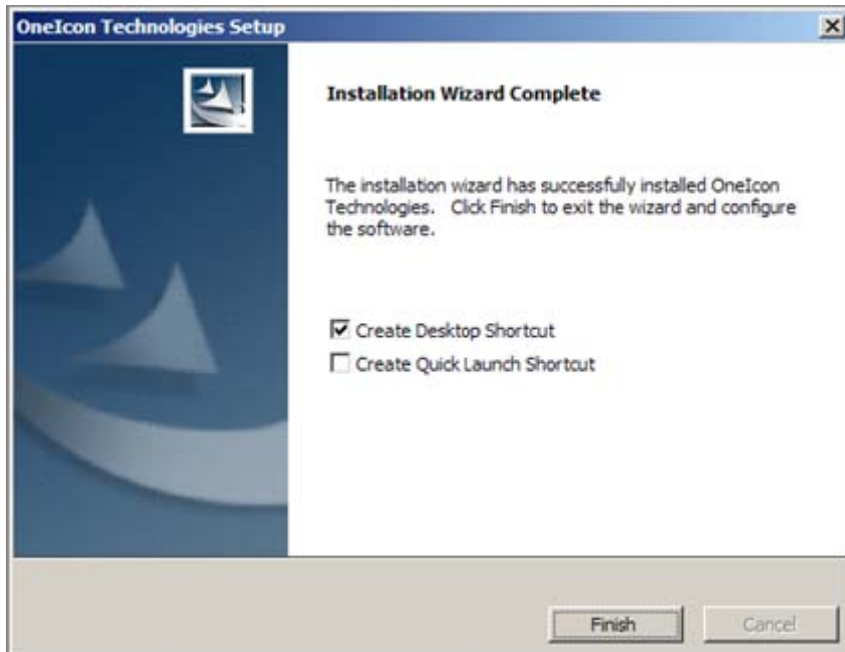 OneIcon Technologies Setup
Installation Wizard Complete
The installation wizard has successfully installed OneIcon
Technologies. Click Finish to exit the wizard and configure
the software.
Create Desktop Shortcut
Create Quick Launch Shortcut
Finish
Cancel